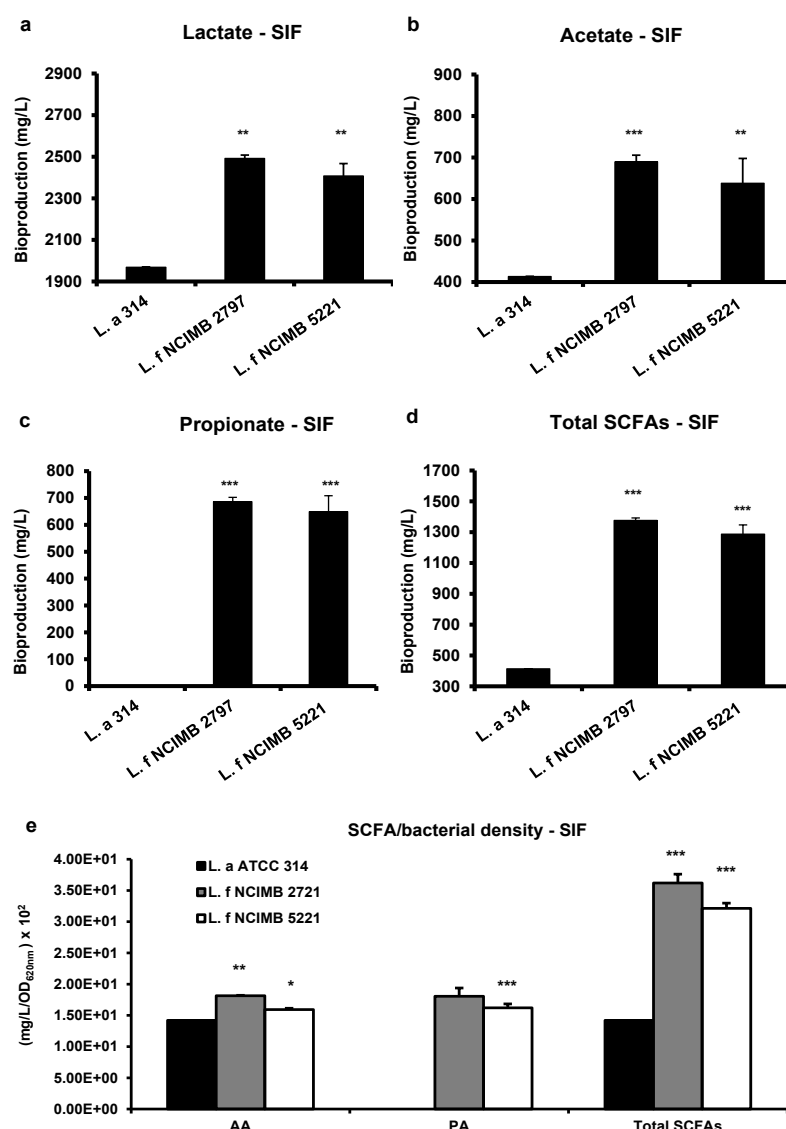 a
Lactate - SIF
Bioproduction (mg/L)
2900
2700
2500
2300
2100
1900
**
**
L. a 314
L. f NCIMB 2797
L. f NCIMB 5221
b
Acetate - SIF
Bioproduction (mg/L)
900
800
700
600
500
400
***
**
L. a 314
L. f NCIMB 2797
L. f NCIMB 5221
c
Propionate - SIF
Bioproduction (mg/L)
800
700
600
500
400
300
200
100
0
***
***
L. a 314
L. f NCIMB 2797
L. f NCIMB 5221
d
Total SCFAs - SIF
Bioproduction (mg/L)
1700
1500
1300
1100
900
700
500
300
***
***
L. a 314
L. f NCIMB 2797
L. f NCIMB 5221
e
SCFA/bacterial density - SIF
(mg/L/OD620nm) x 10²
4.00E+01
3.50E+01
3.00E+01
2.50E+01
2.00E+01
1.50E+01
1.00E+01
5.00E+00
0.00E+00
L. a ATCC 314
L. f NCIMB 2721
L. f NCIMB 5221
**
*
***
***
***
AA
PA
Total SCFAs